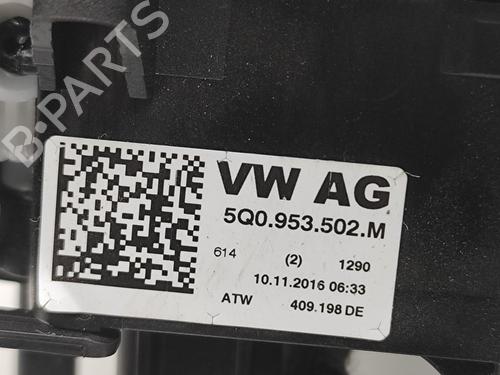 B-PARTS
VW AG
5Q0.953.502.M
614 (2) 1290
10.11.2016 06:33
ATW 409.198 DE